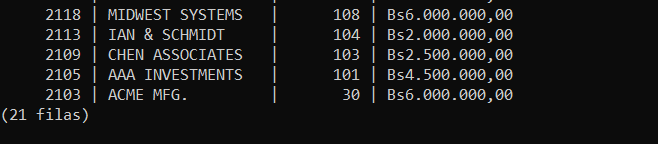 2118 | MIDWEST SYSTEMS | 108 | Bs6.000.000,00
2113 | IAN & SCHMIDT | 104 | Bs2.000.000,00
2109 | CHEN ASSOCIATES | 103 | Bs2.500.000,00
2105 | AAA INVESTMENTS | 101 | Bs4.500.000,00
2103 | ACME MFG. | 30 | Bs6.000.000,00
(21 filas)